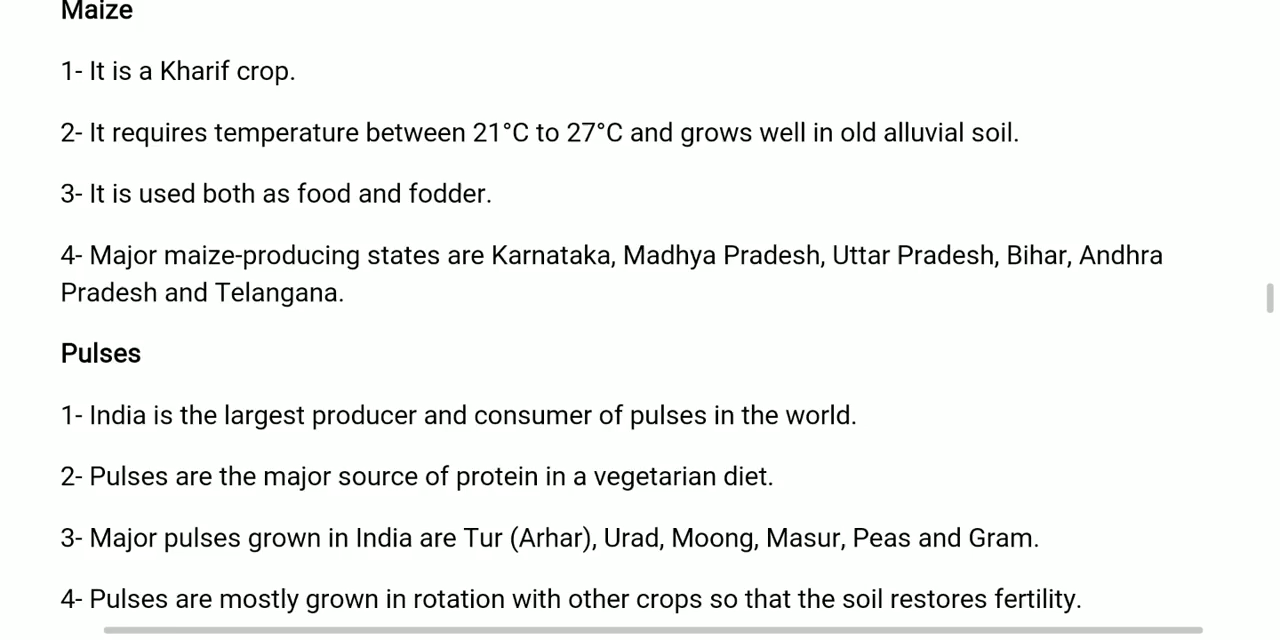 Maize
1- It is a Kharif crop.
2- It requires temperature between 21°C to 27°C and grows well in old alluvial soil.
3- It is used both as food and fodder.
4- Major maize-producing states are Karnataka, Madhya Pradesh, Uttar Pradesh, Bihar, Andhra
Pradesh and Telangana.
Pulses
1- India is the largest producer and consumer of pulses in the world.
2- Pulses are the major source of protein in a vegetarian diet.
3- Major pulses grown in India are Tur (Arhar), Urad, Moong, Masur, Peas and Gram.
4- Pulses are mostly grown in rotation with other crops so that the soil restores fertility.